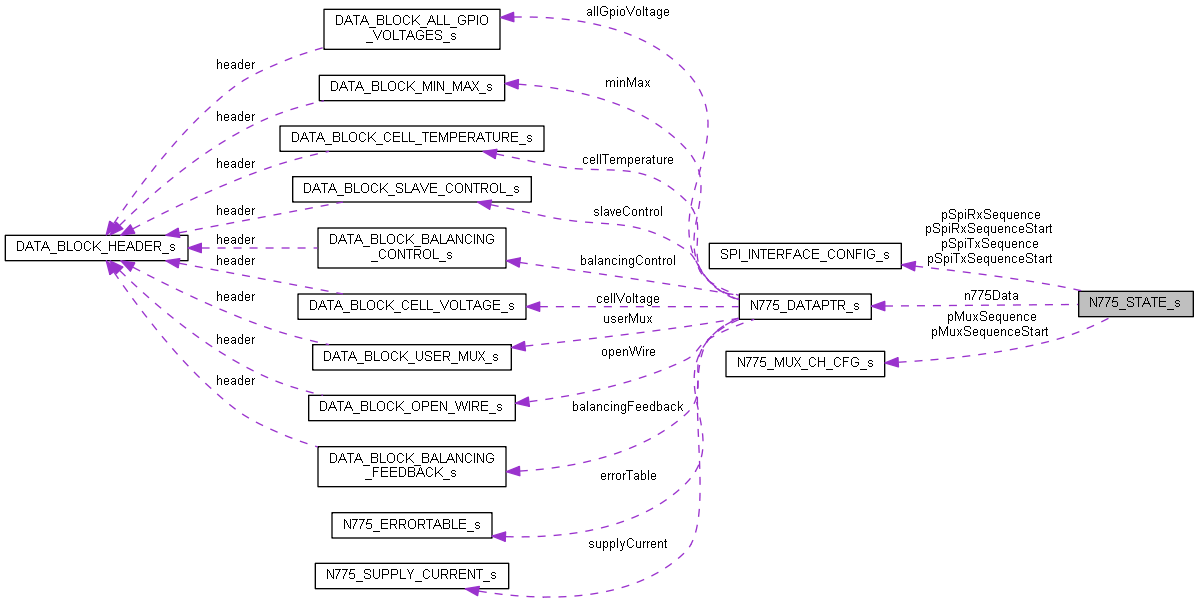 allGpioVoltage
DATA_BLOCK_ALL_GPIO
_VOLTAGES_s
header
minMax
DATA_BLOCK_MIN_MAX_s
header
DATA_BLOCK_CELL_TEMPERATURE_s
cellTemperature
header
DATA_BLOCK_SLAVE_CONTROL_s
slaveControl
header
pSpiRxSequence
pSpiRxSequenceStart
pSpiTxSequence
pSpiTxSequenceStart
DATA_BLOCK_HEADER_s
header
DATA_BLOCK_BALANCING
_CONTROL_s
balancingControl
SPI_INTERFACE_CONFIG_s
header
DATA_BLOCK_CELL_VOLTAGE_s
cellVoltage
N775_DATAPTR_s
n775Data
N775_STATE_s
header
userMux
pMuxSequence
pMuxSequenceStart
DATA_BLOCK_USER_MUX_s
openWire
N775_MUX_CH_CFG_s
header
DATA_BLOCK_OPEN_WIRE_s
balancingFeedback
header
DATA_BLOCK_BALANCING
_FEEDBACK_s
errorTable
N775_ERRORTABLE_s
supplyCurrent
N775_SUPPLY_CURRENT_s